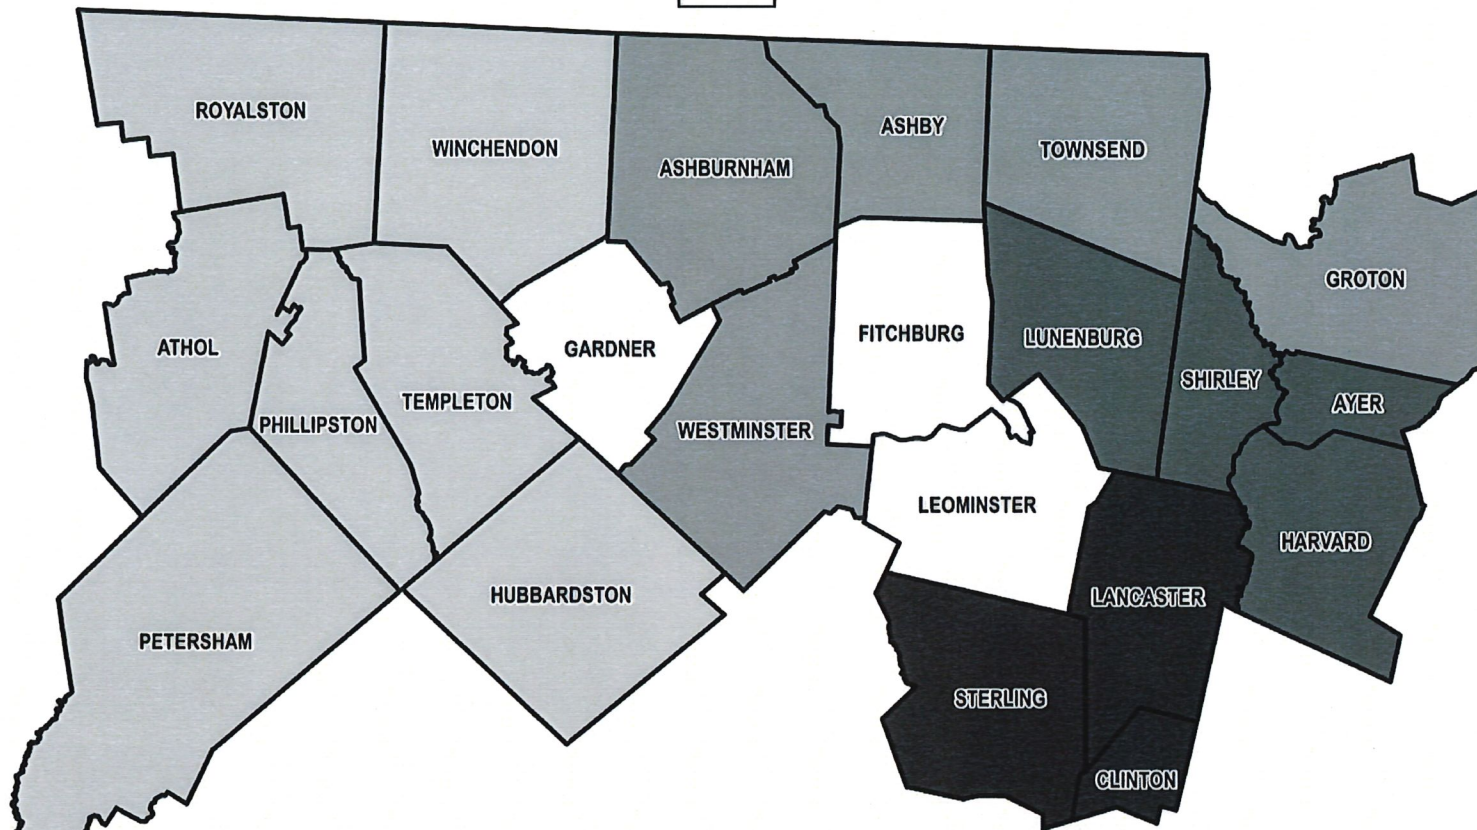 ROYALSTON
WINCHENDON
ASHBURNHAM
ASHBY
TOWNSEND
GROTON
ATHOL
PHILLIPSTON
TEMPLETON
GARDNER
WESTMINSTER
FITCHBURG
LUNENBURG
SHIRLEY
AYER
LEOMINSTER
HARVARD
PETERSHAM
HUBBARDSTON
LANCASTER
STERLING
CLINTON